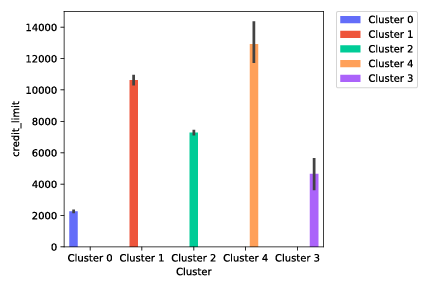 14000
12000
10000
8000
6000
4000
2000
0
credit_limit
Cluster 0 Cluster 1 Cluster 2 Cluster 4 Cluster 3
Cluster
Cluster 0
Cluster 1
Cluster 2
Cluster 4
Cluster 3